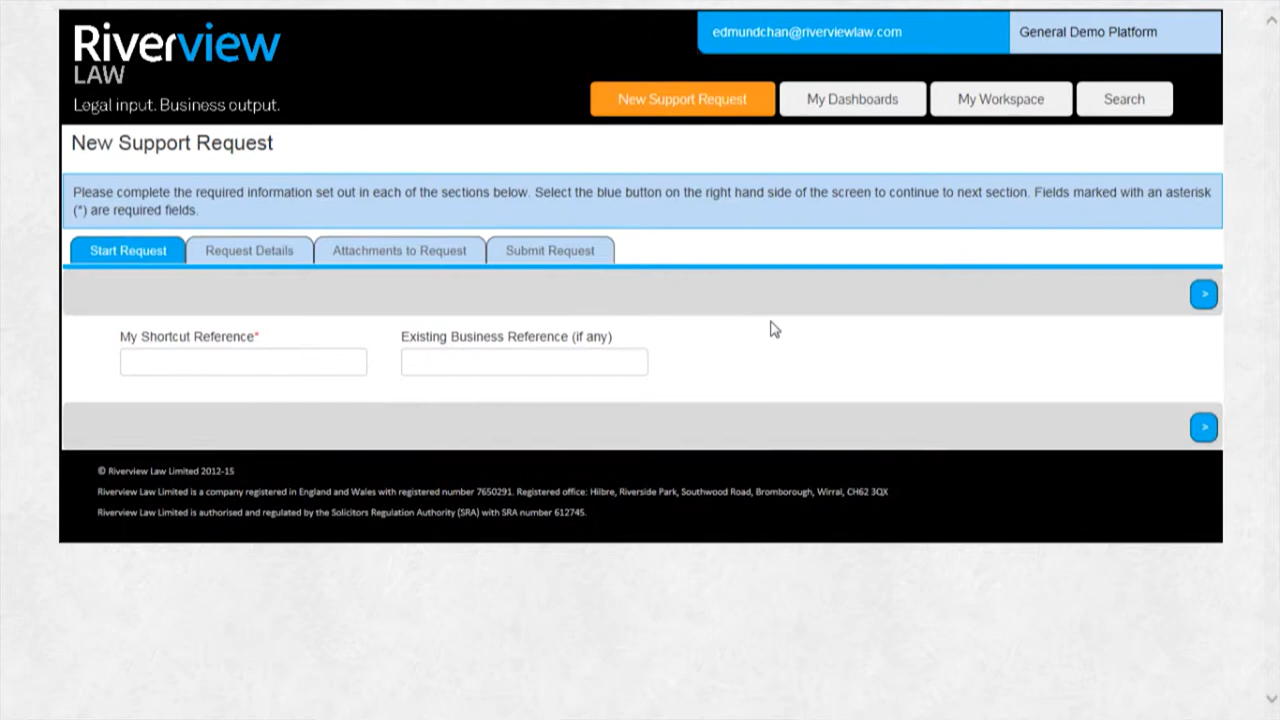 Riverview
LAW
Legal input. Business output.
edmundchan@riverviewlaw.com
General Demo Platform
New Support Request
My Dashboards
My Workspace
Search
New Support Request
Please complete the required information set out in each of the sections below. Select the blue button on the right hand side of the screen to continue to next section. Fields marked with an asterisk
(*) are required fields.
Start Request
Request Details
Attachments to Request
Submit Request
>
My Shortcut Reference*
Existing Business Reference (if any)
>
© Riverview Law Limited 2012-15
Riverview Law Limited is a company registered in England and Wales with registered number 7650291. Registered office: Hilbre, Riverside Park, Southwood Road, Bromborough, Wirral, CH62 3QX
Riverview Law Limited is authorised and regulated by the Solicitors Regulation Authority (SRA) with SRA number 612745.